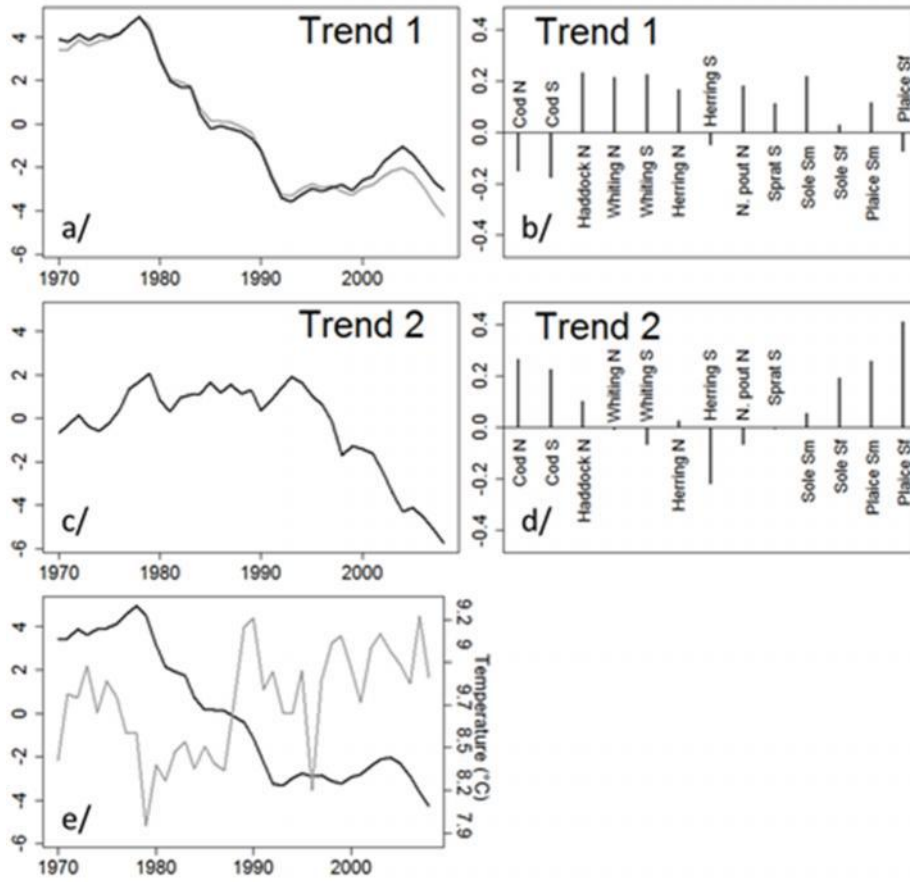 Trend 1
4
2
0
-2
-4
-6
a/
1970 1980 1990 2000
Trend 1
0.4
0.2
0.0
-0.2
-0.4
Cod N
Cod S
Haddock N
Whiting N
Whiting S
Herring N
Herring S
N. pout N
Sprat S
Sole Sm
Sole Sf
Plaice Sm
Plaice Sf
b/
Trend 2
4
2
0
-2
-4
-6
c/
1970 1980 1990 2000
Trend 2
0.4
0.2
0.0
-0.2
-0.4
Cod N
Cod S
Haddock N
Whiting N
Whiting S
Herring N
Herring S
N. pout N
Sprat S
Sole Sm
Sole Sf
Plaice Sm
Plaice Sf
d/
4
2
0
-2
-4
-6
e/
1970 1980 1990 2000
9.2
9
9.7
8.5
8.2
7.9
Temperature (°C)